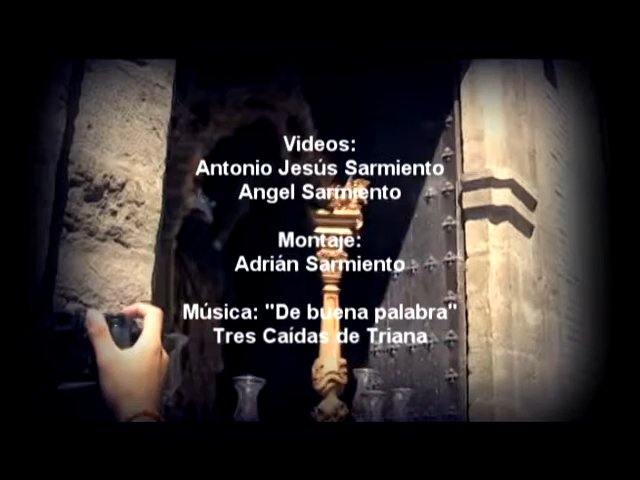 Videos:
Antonio Jesús Sarmiento
Angel Sarmiento
Montaje:
Adrián Sarmiento
Música: "De buena palabra"
Tres Caídas de Triana